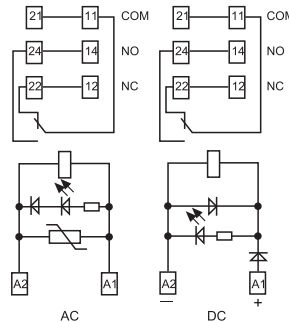 21 11 COM 21 11 COM
24 14 NO 24 14 NO
22 12 NC 22 12 NC
A2 A1 A2 A1
— +
AC DC